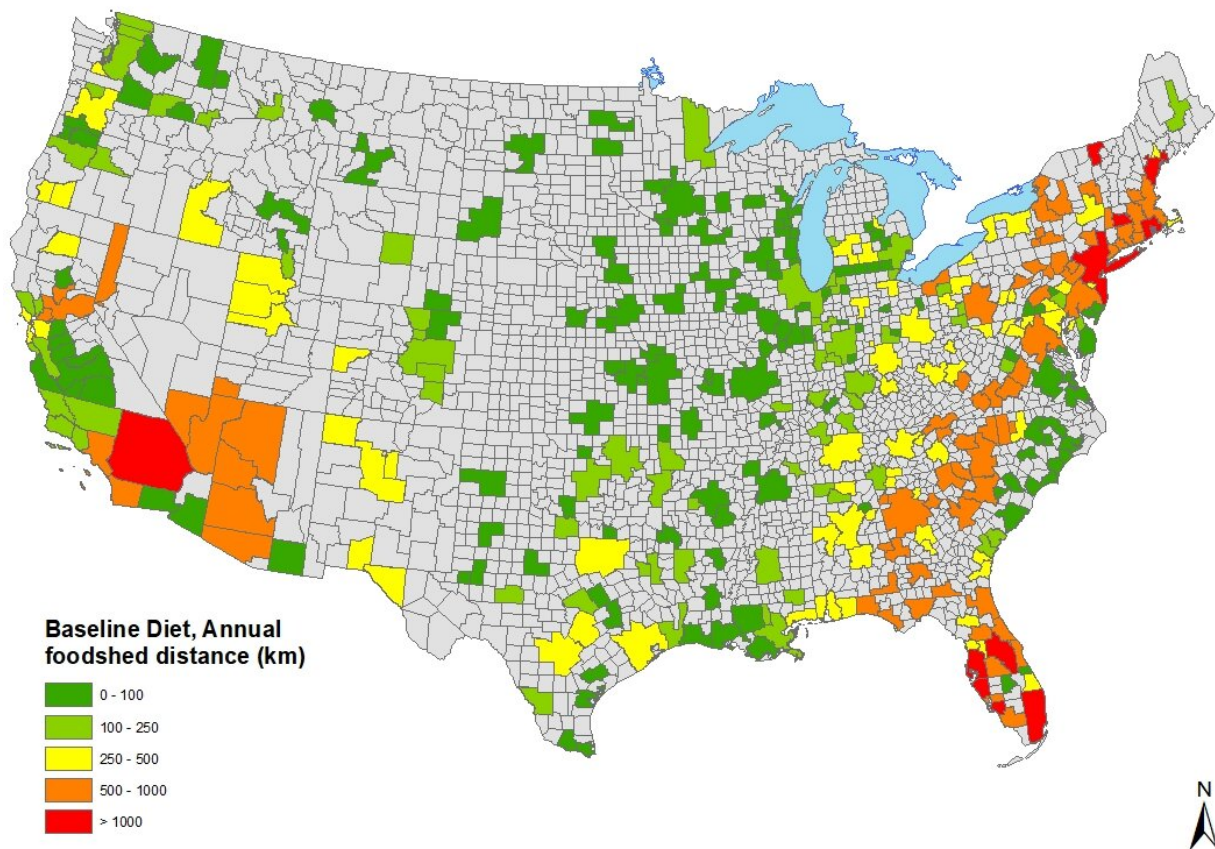 Baseline Diet, Annual
foodshed distance (km)
0 - 100
100 - 250
250 - 500
500 - 1000
> 1000
N